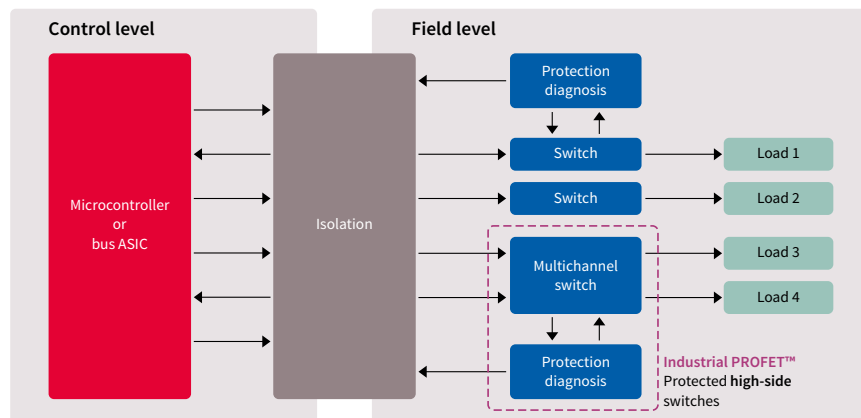 Control level
Field level
Protection
diagnosis
Switch
Load 1
Switch
Load 2
Microcontroller
or
bus ASIC
Isolation
Multichannel
switch
Load 3
Load 4
Protection
diagnosis
Industrial PROFET™
Protected high-side
switches